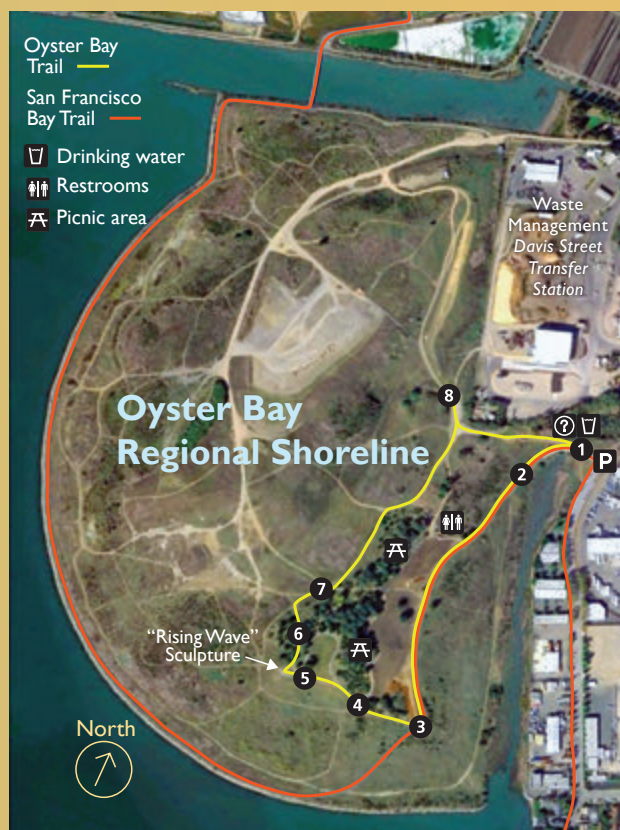 Oyster Bay
Trail
San Francisco
Bay Trail
Drinking water
Restrooms
Picnic area
Waste
Management
Davis Street
Transfer
Station
Oyster Bay
Regional Shoreline
8
?
1
P
2
7
6
"Rising Wave"
Sculpture
5
4
3
North